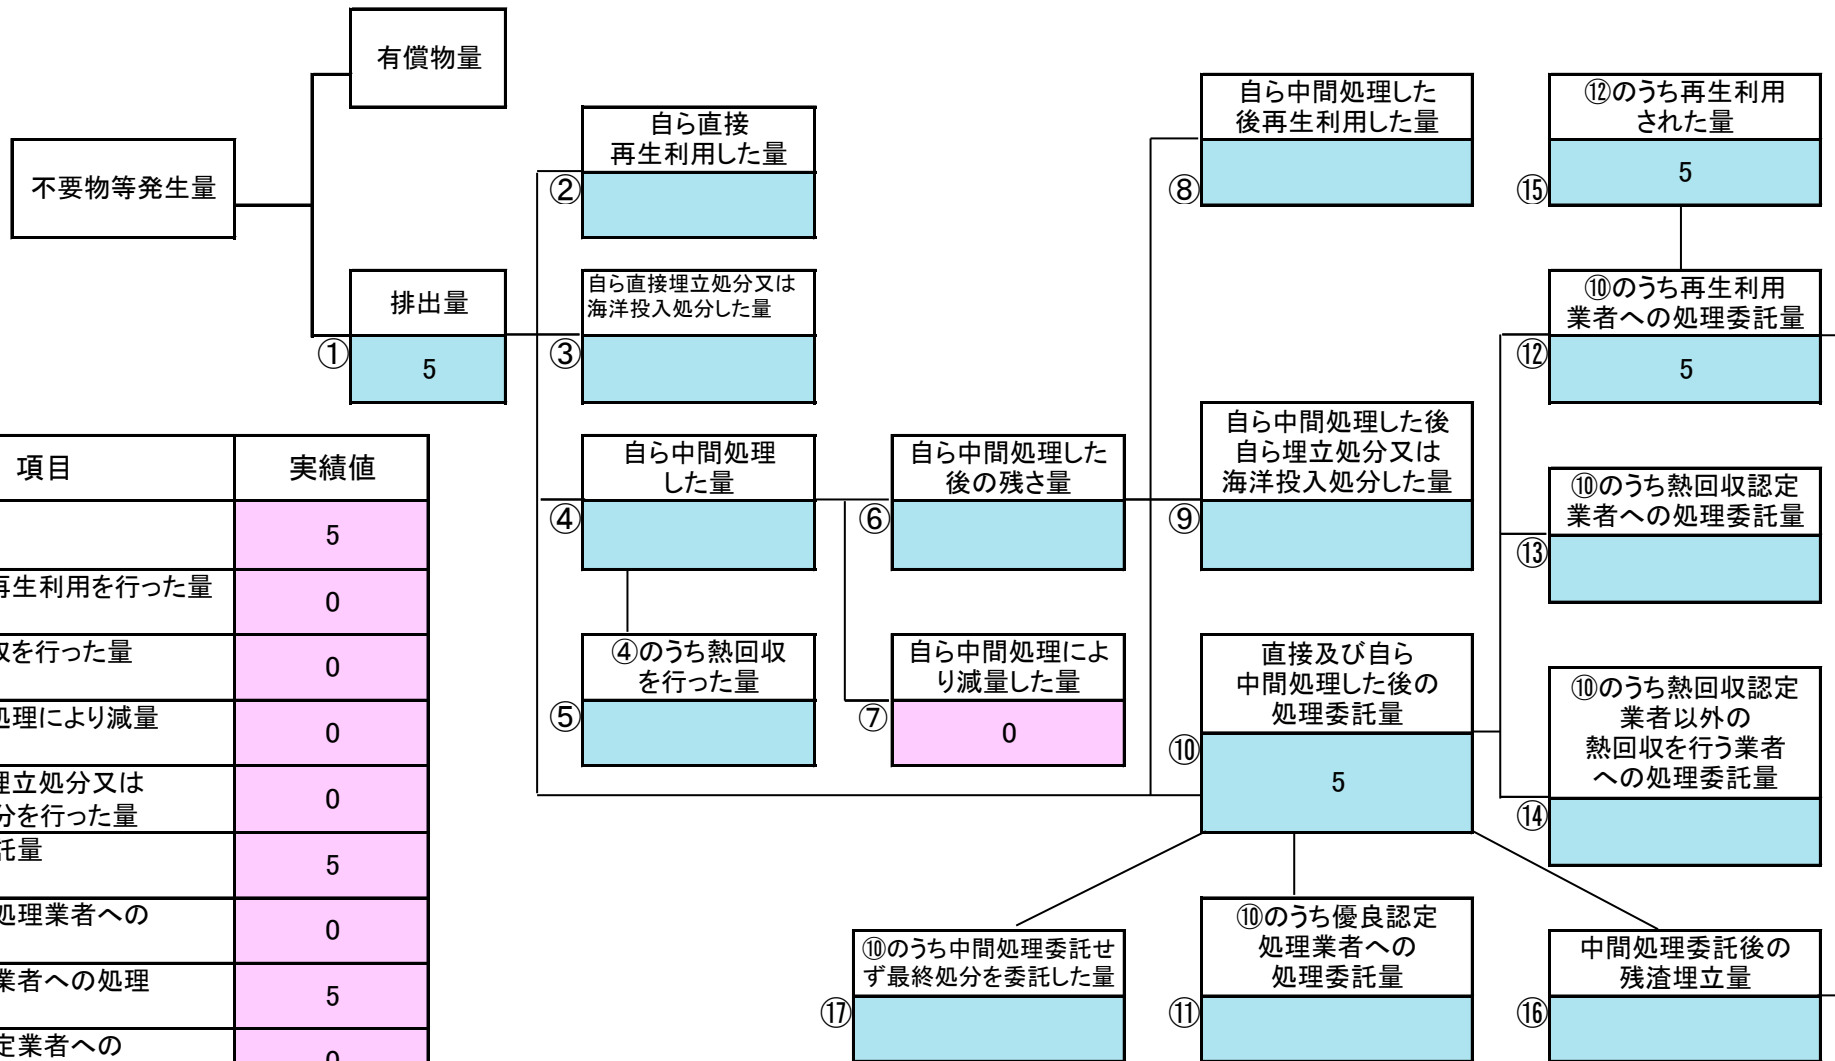 有償物量
不要物等発生量
排出量
①
5
自ら直接
再生利用した量
②
自ら直接埋立処分又は
海洋投入処分した量
③
自ら中間処理
した量
④
④のうち熱回収
を行った量
⑤
自ら中間処理した
後の残さ量
⑥
自ら中間処理によ
り減量した量
⑦
0
自ら中間処理した
後再生利用した量
⑧
自ら中間処理した後
自ら埋立処分又は
海洋投入処分した量
⑨
直接及び自ら
中間処理した後の
処理委託量
⑩
5
⑫のうち再生利用
された量
⑮
5
⑩のうち再生利用
業者への処理委託量
⑫
5
⑩のうち熱回収認定
業者への処理委託量
⑬
⑩のうち熱回収認定
業者以外の
熱回収を行う業者
への処理委託量
⑭
⑩のうち中間処理委託せ
ず最終処分を委託した量
⑰
⑩のうち優良認定
処理業者への
処理委託量
⑪
中間処理委託後の
残渣埋立量
⑯
項目 実績値
5
再生利用を行った量 0
収を行った量 0
処理により減量 0
埋立処分又は
分を行った量 0
託量 5
処理業者への 0
業者への処理 5
定業者への 0